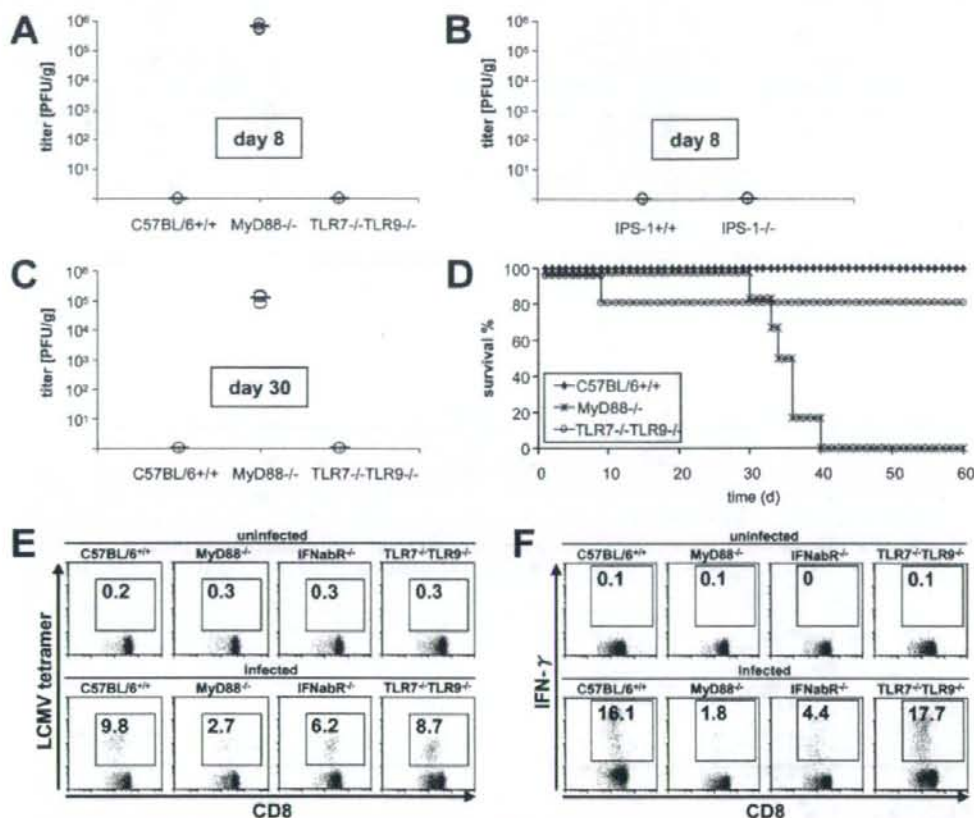 A
titer [PFU/g]
10⁶
10⁵
10⁴
10³
10²
10¹
day 8
C57BL/6+/+ MyD88-/- TLR7-/-TLR9-/-
B
titer [PFU/g]
10⁶
10⁵
10⁴
10³
10²
10¹
day 8
IPS-1+/+ IPS-1-/-
C
titer [PFU/g]
10⁶
10⁵
10⁴
10³
10²
10¹
day 30
C57BL/6+/+ MyD88-/- TLR7-/-TLR9-/-
D
survival %
100
80
60
40
20
0
C57BL/6+/+
MyD88-/-
TLR7-/-TLR9-/-
0 10 20 30 40 50 60
time (d)
E
uninfected
C57BL/6+/+ MyD88-/- IFNabR-/- TLR7-/-TLR9-/-
0.2 0.3 0.3 0.3
infected
C57BL/6+/+ MyD88-/- IFNabR-/- TLR7-/-TLR9-/-
9.8 2.7 6.2 8.7
LCMV tetramer
CD8
F
uninfected
C57BL/6+/+ MyD88-/- IFNabR-/- TLR7-/-TLR9-/-
0.1 0.1 0 0.1
infected
C57BL/6+/+ MyD88-/- IFNabR-/- TLR7-/-TLR9-/-
16.1 1.8 4.4 17.7
IFN-γ
CD8